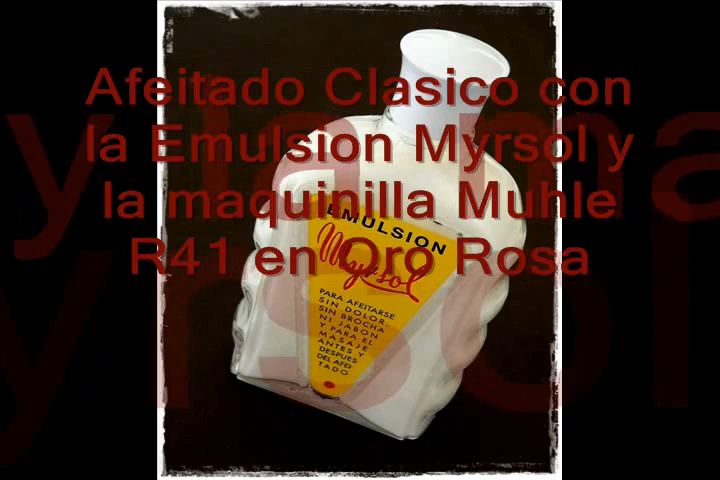 Afeitado Clasico con
la Emulsion Myrsol y
la maquinilla Muhle
R41 en Oro Rosa
EMULSION
Myrsol
PARA AFEITARSE
SIN DOLOR,
SIN BROCHA
NI JABON
Y PARA EL
MASAJE
ANTES Y
DESPUES
DEL AFEI-
TADO